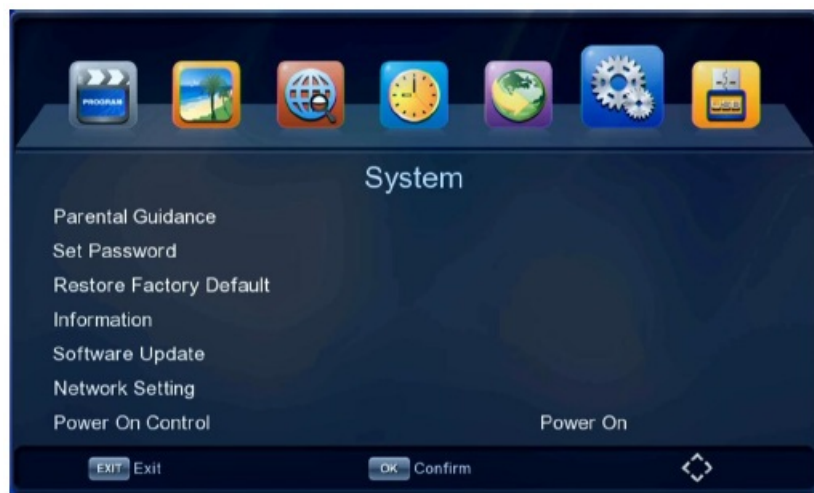 PROGRAM
USB
System
Parental Guidance
Set Password
Restore Factory Default
Information
Software Update
Network Setting
Power On Control Power On
EXIT Exit OK Confirm